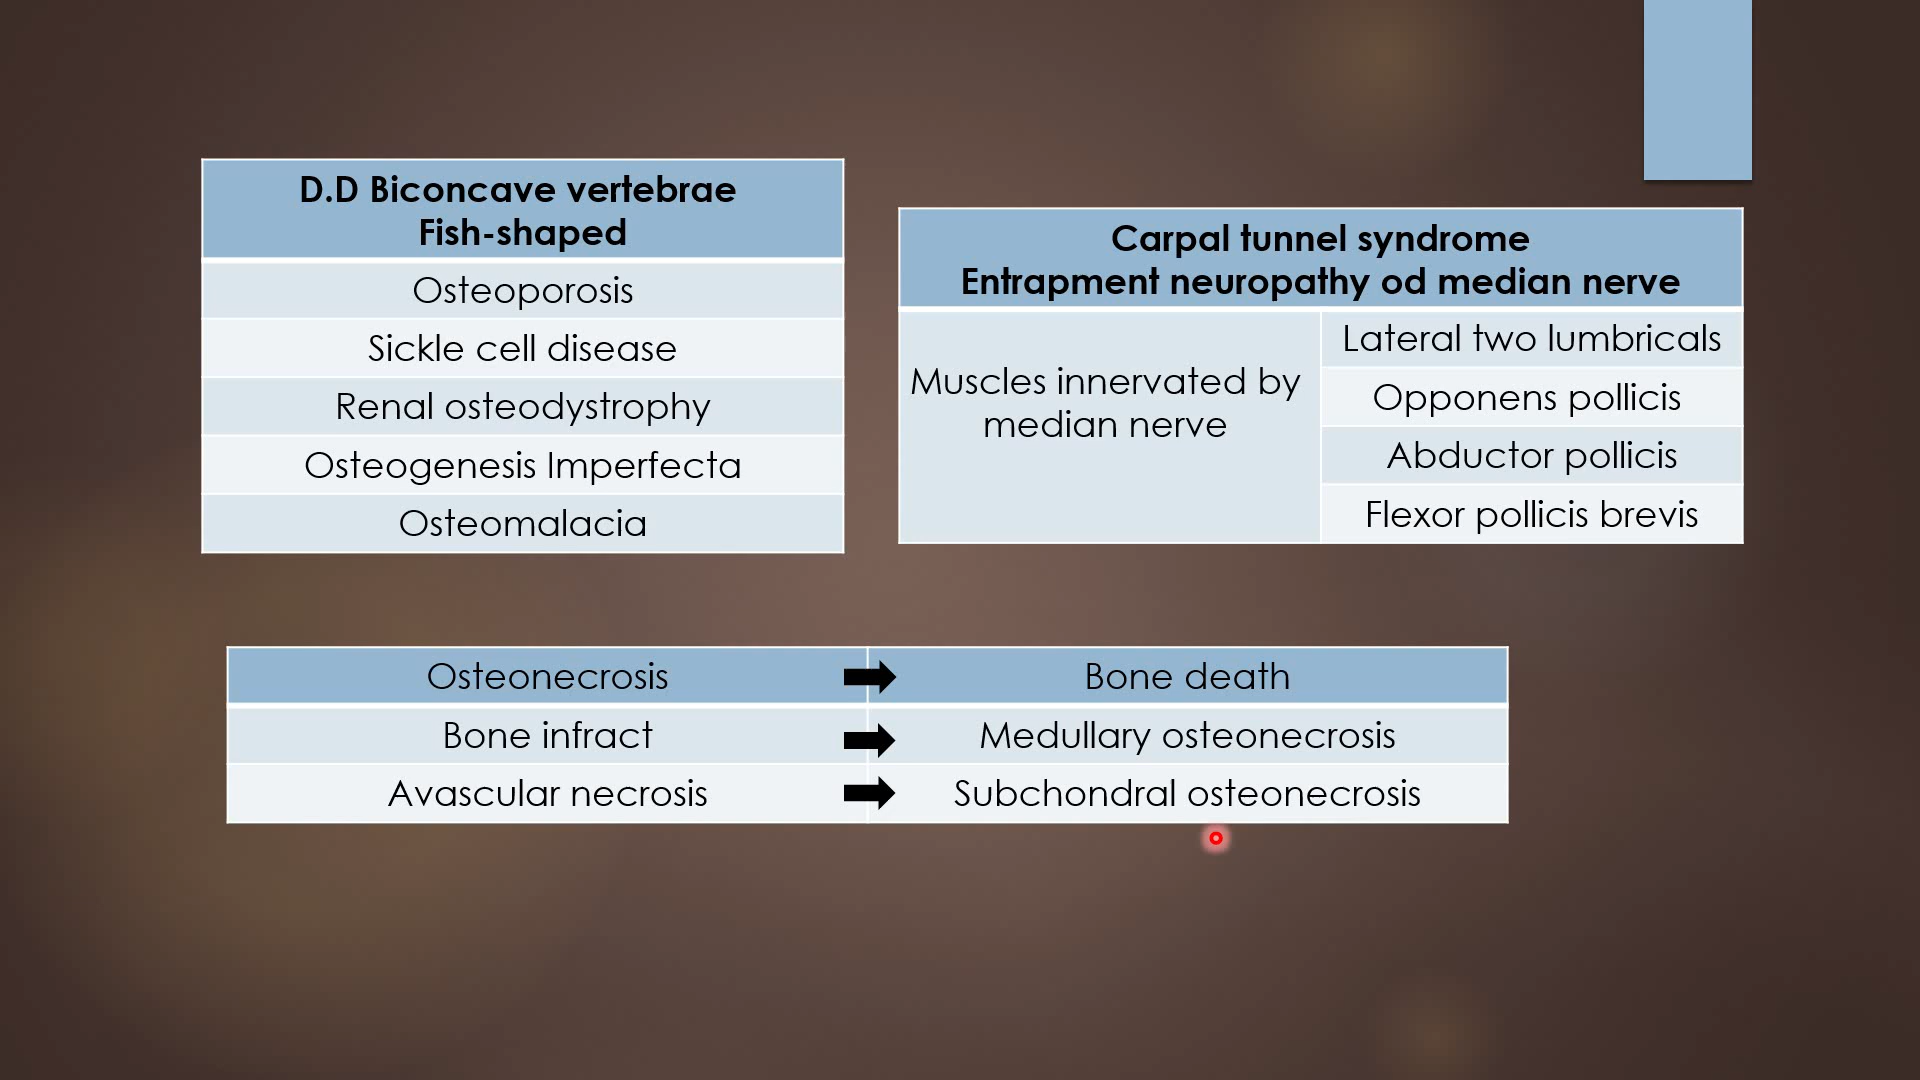 D.D Biconcave vertebrae
Fish-shaped
Osteoporosis
Sickle cell disease
Renal osteodystrophy
Osteogenesis Imperfecta
Osteomalacia
Carpal tunnel syndrome
Entrapment neuropathy od median nerve
Muscles innervated by
median nerve
Lateral two lumbricals
Opponens pollicis
Abductor pollicis
Flexor pollicis brevis
Osteonecrosis Bone death
Bone infract Medullary osteonecrosis
Avascular necrosis Subchondral osteonecrosis